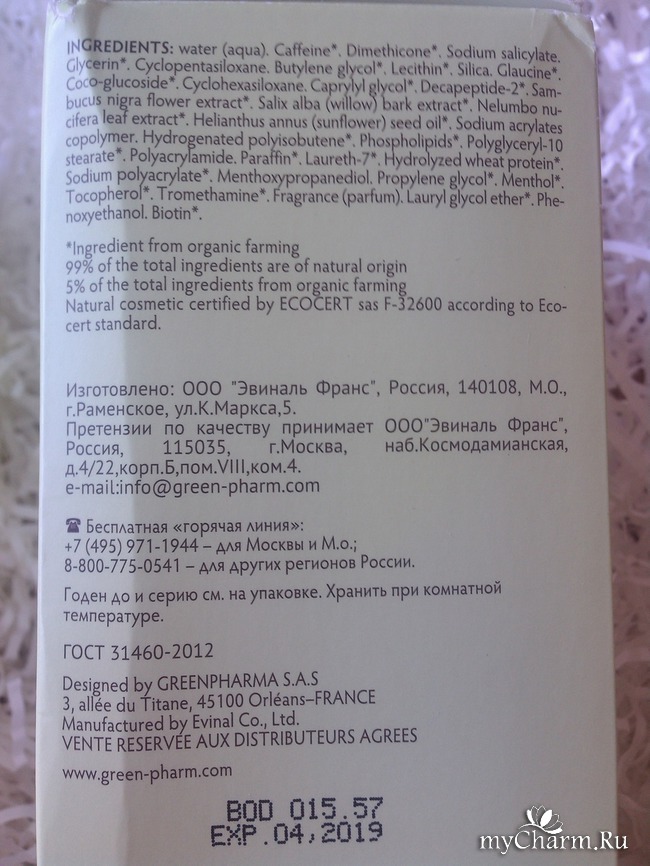 INGREDIENTS: water (aqua). Caffeine*. Dimethicone*. Sodium salicylate.
Glycerin*. Cyclopentasiloxane. Butylene glycol*. Lecithin*. Silica. Glaucine*.
Coco-glucoside*. Cyclohexasiloxane. Caprylyl glycol*. Decapeptide-2*. Sam-
bucus nigra flower extract*. Salix alba (willow) bark extract*. Nelumbo nu-
cifera leaf extract*. Helianthus annus (sunflower) seed oil*. Sodium acrylates
copolymer. Hydrogenated polyisobutene*. Phospholipids*. Polyglyceryl-10
stearate*. Polyacrylamide. Paraffin*. Laureth-7*. Hydrolyzed wheat protein*.
Sodium polyacrylate*. Menthoxypropanediol. Propylene glycol*. Menthol*.
Tocopherol*. Tromethamine*. Fragrance (parfum). Lauryl glycol ether*. Phe-
noxyethanol. Biotin*.
*Ingredient from organic farming
99% of the total ingredients are of natural origin
5% of the total ingredients from organic farming
Natural cosmetic certified by ECOCERT sas F-32600 according to Eco-
cert standard.
Изготовлено: ООО "Эвиналь Франс", Россия, 140108, М.О.,
г.Раменское, ул.К.Маркса,5.
Претензии по качеству принимает ООО"Эвиналь Франс",
Россия, 115035, г.Москва, наб.Космодамианская,
д.4/22,корп.Б,пом.VIII,ком.4.
e-mail:info@green-pharm.com
☎ Бесплатная «горячая линия»:
+7 (495) 971-1944 – для Москвы и М.о.;
8-800-775-0541 – для других регионов России.
Годен до и серию см. на упаковке. Хранить при комнатной
температуре.
ГОСТ 31460-2012
Designed by GREENPHARMA S.A.S
3, allée du Titane, 45100 Orléans–FRANCE
Manufactured by Evinal Co., Ltd.
VENTE RESERVÉE AUX DISTRIBUTEURS AGREES
www.green-pharm.com
BOD 015.57
EXP.04,2019
myCharm.Ru